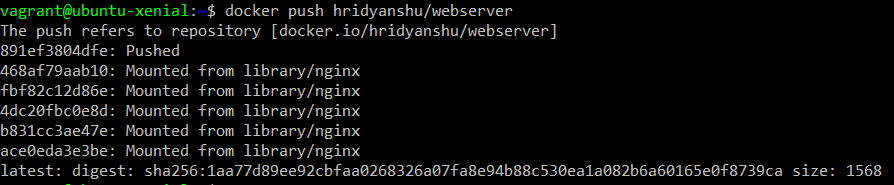 vagrant@ubuntu-xenial:~$ docker push hridyanshu/webserver
The push refers to repository [docker.io/hridyanshu/webserver]
891ef3804dfe: Pushed
468af79aab10: Mounted from library/nginx
fbf82c12d86e: Mounted from library/nginx
4dc20fbc0e8d: Mounted from library/nginx
b831cc3ae47e: Mounted from library/nginx
ace0eda3e3be: Mounted from library/nginx
latest: digest: sha256:1aa77d89ee92cbfaa0268326a07fa8e94b88c530ea1a082b6a60165e0f8739ca size: 1568